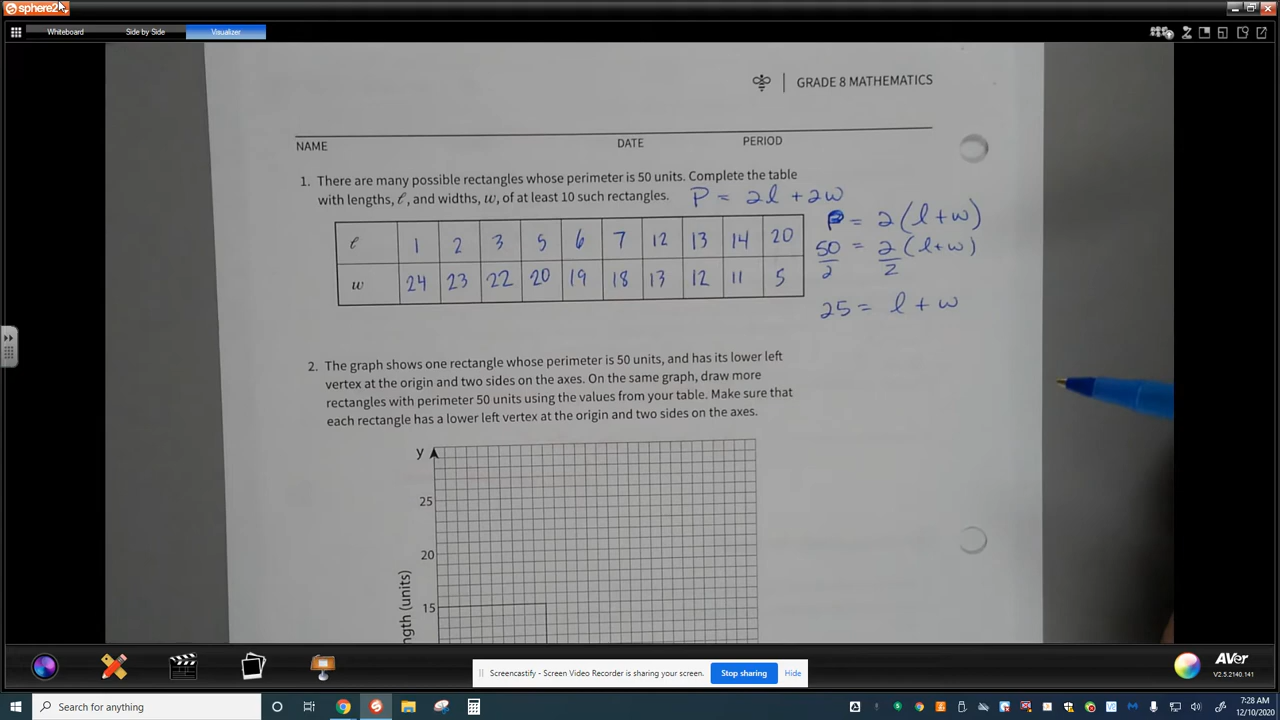 sphere2
Whiteboard
Side by Side
Visualizer
GRADE 8 MATHEMATICS
NAME DATE PERIOD
1. There are many possible rectangles whose perimeter is 50 units. Complete the table
with lengths, ℓ, and widths, w, of at least 10 such rectangles. P = 2l + 2w
P = 2(l+w)
ℓ 1 2 3 5 6 7 12 13 14 20
50/2 = 2/2 (l+w)
w 24 23 22 20 19 18 13 12 11 5
25 = l + w
2. The graph shows one rectangle whose perimeter is 50 units, and has its lower left
vertex at the origin and two sides on the axes. On the same graph, draw more
rectangles with perimeter 50 units using the values from your table. Make sure that
each rectangle has a lower left vertex at the origin and two sides on the axes.
y
25
20
15
ngth (units)
Screencastify - Screen Video Recorder is sharing your screen. Stop sharing Hide
AVer
V2.5.2140.141
Search for anything
7:28 AM
12/10/2020